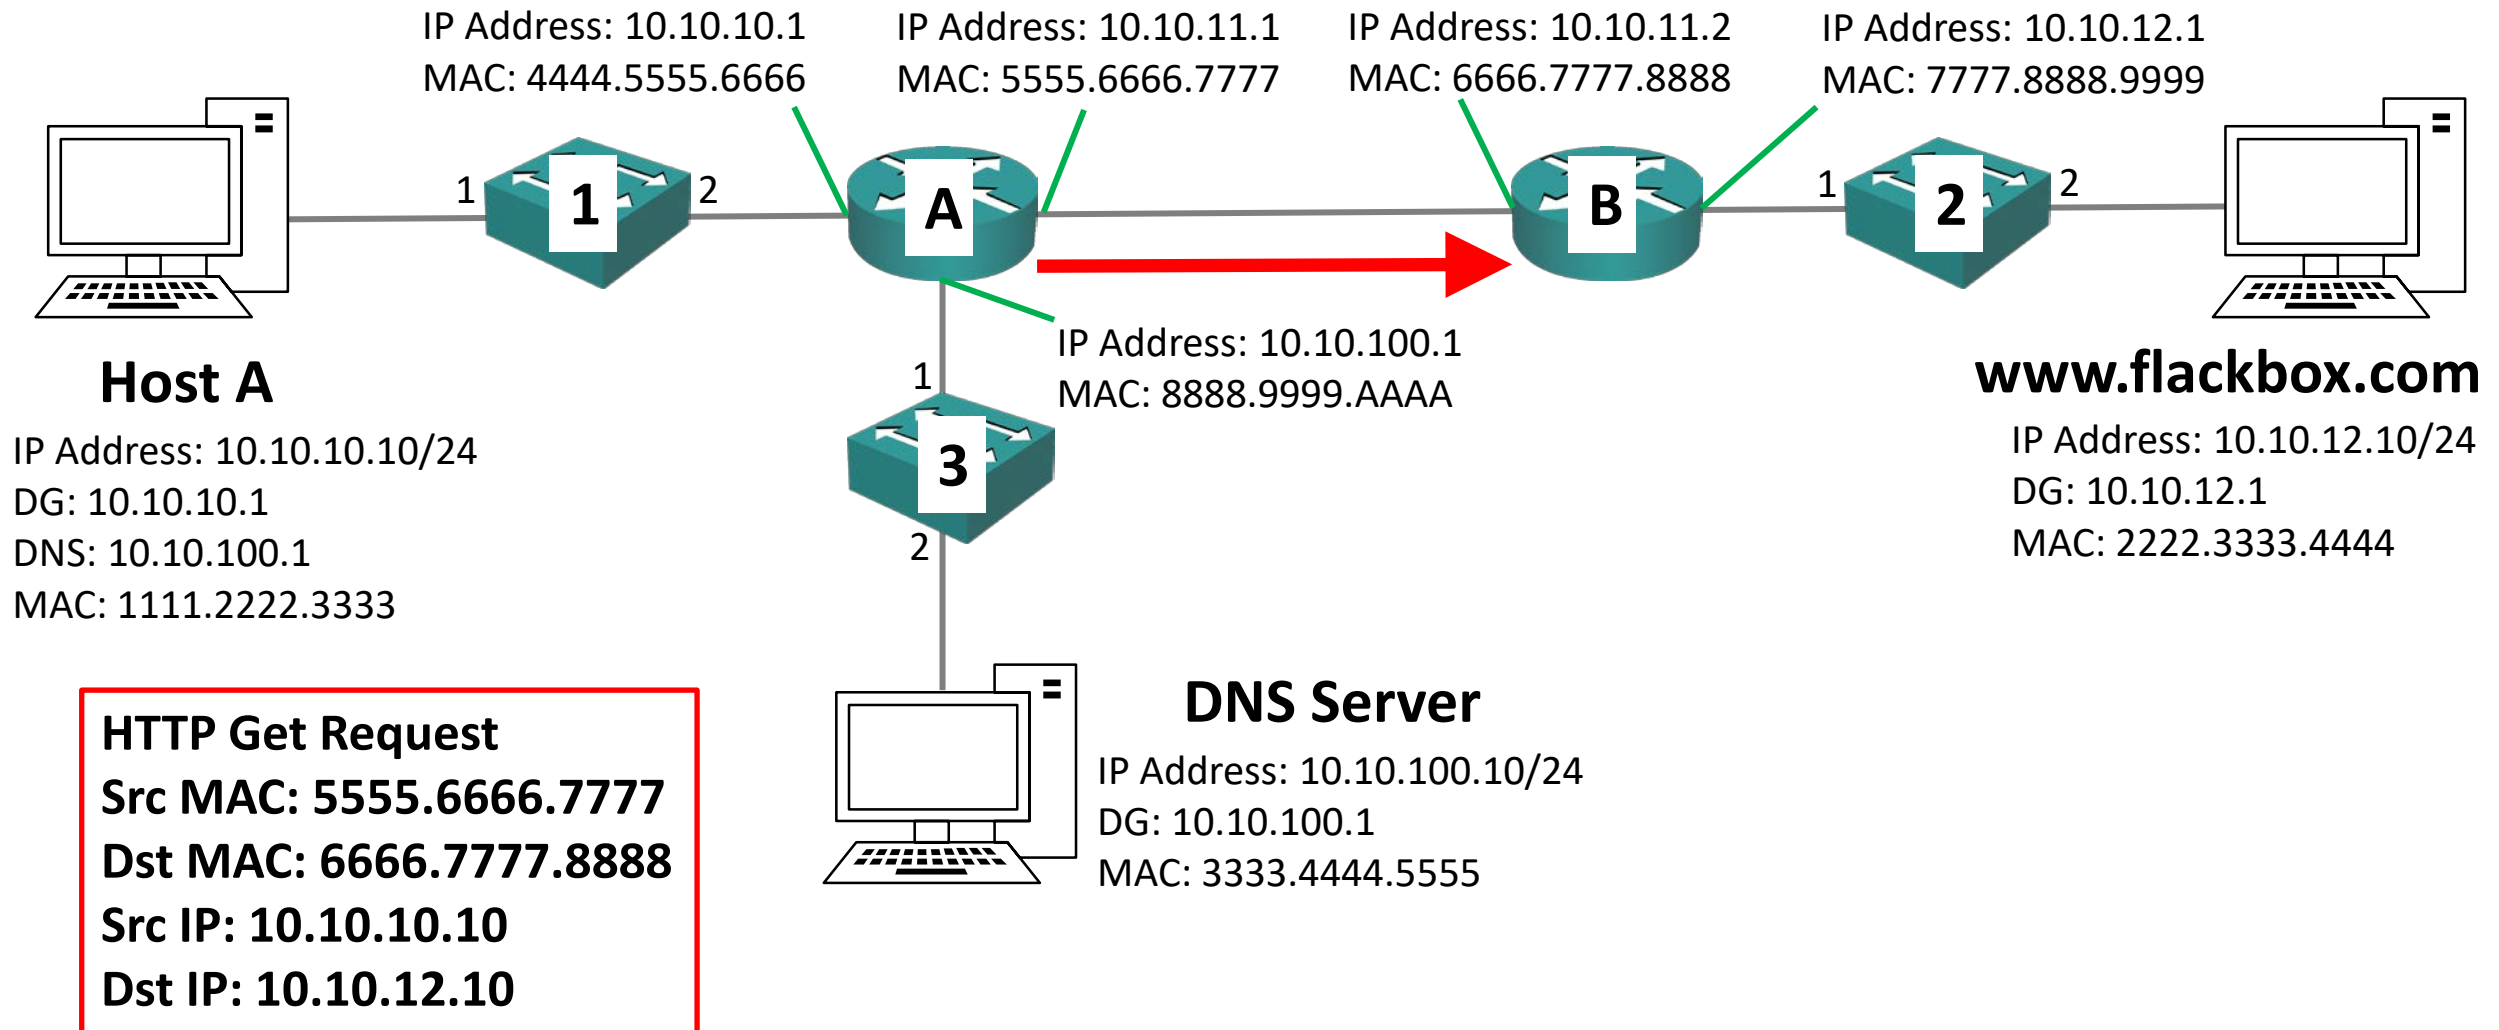 IP Address: 10.10.10.1
MAC: 4444.5555.6666
IP Address: 10.10.11.1
MAC: 5555.6666.7777
IP Address: 10.10.11.2
MAC: 6666.7777.8888
IP Address: 10.10.12.1
MAC: 7777.8888.9999
1
1
2
A
B
1
2
2
IP Address: 10.10.100.1
MAC: 8888.9999.AAAA
1
3
2
Host A
IP Address: 10.10.10.10/24
DG: 10.10.10.1
DNS: 10.10.100.1
MAC: 1111.2222.3333
www.flackbox.com
IP Address: 10.10.12.10/24
DG: 10.10.12.1
MAC: 2222.3333.4444
HTTP Get Request
Src MAC: 5555.6666.7777
Dst MAC: 6666.7777.8888
Src IP: 10.10.10.10
Dst IP: 10.10.12.10
DNS Server
IP Address: 10.10.100.10/24
DG: 10.10.100.1
MAC: 3333.4444.5555